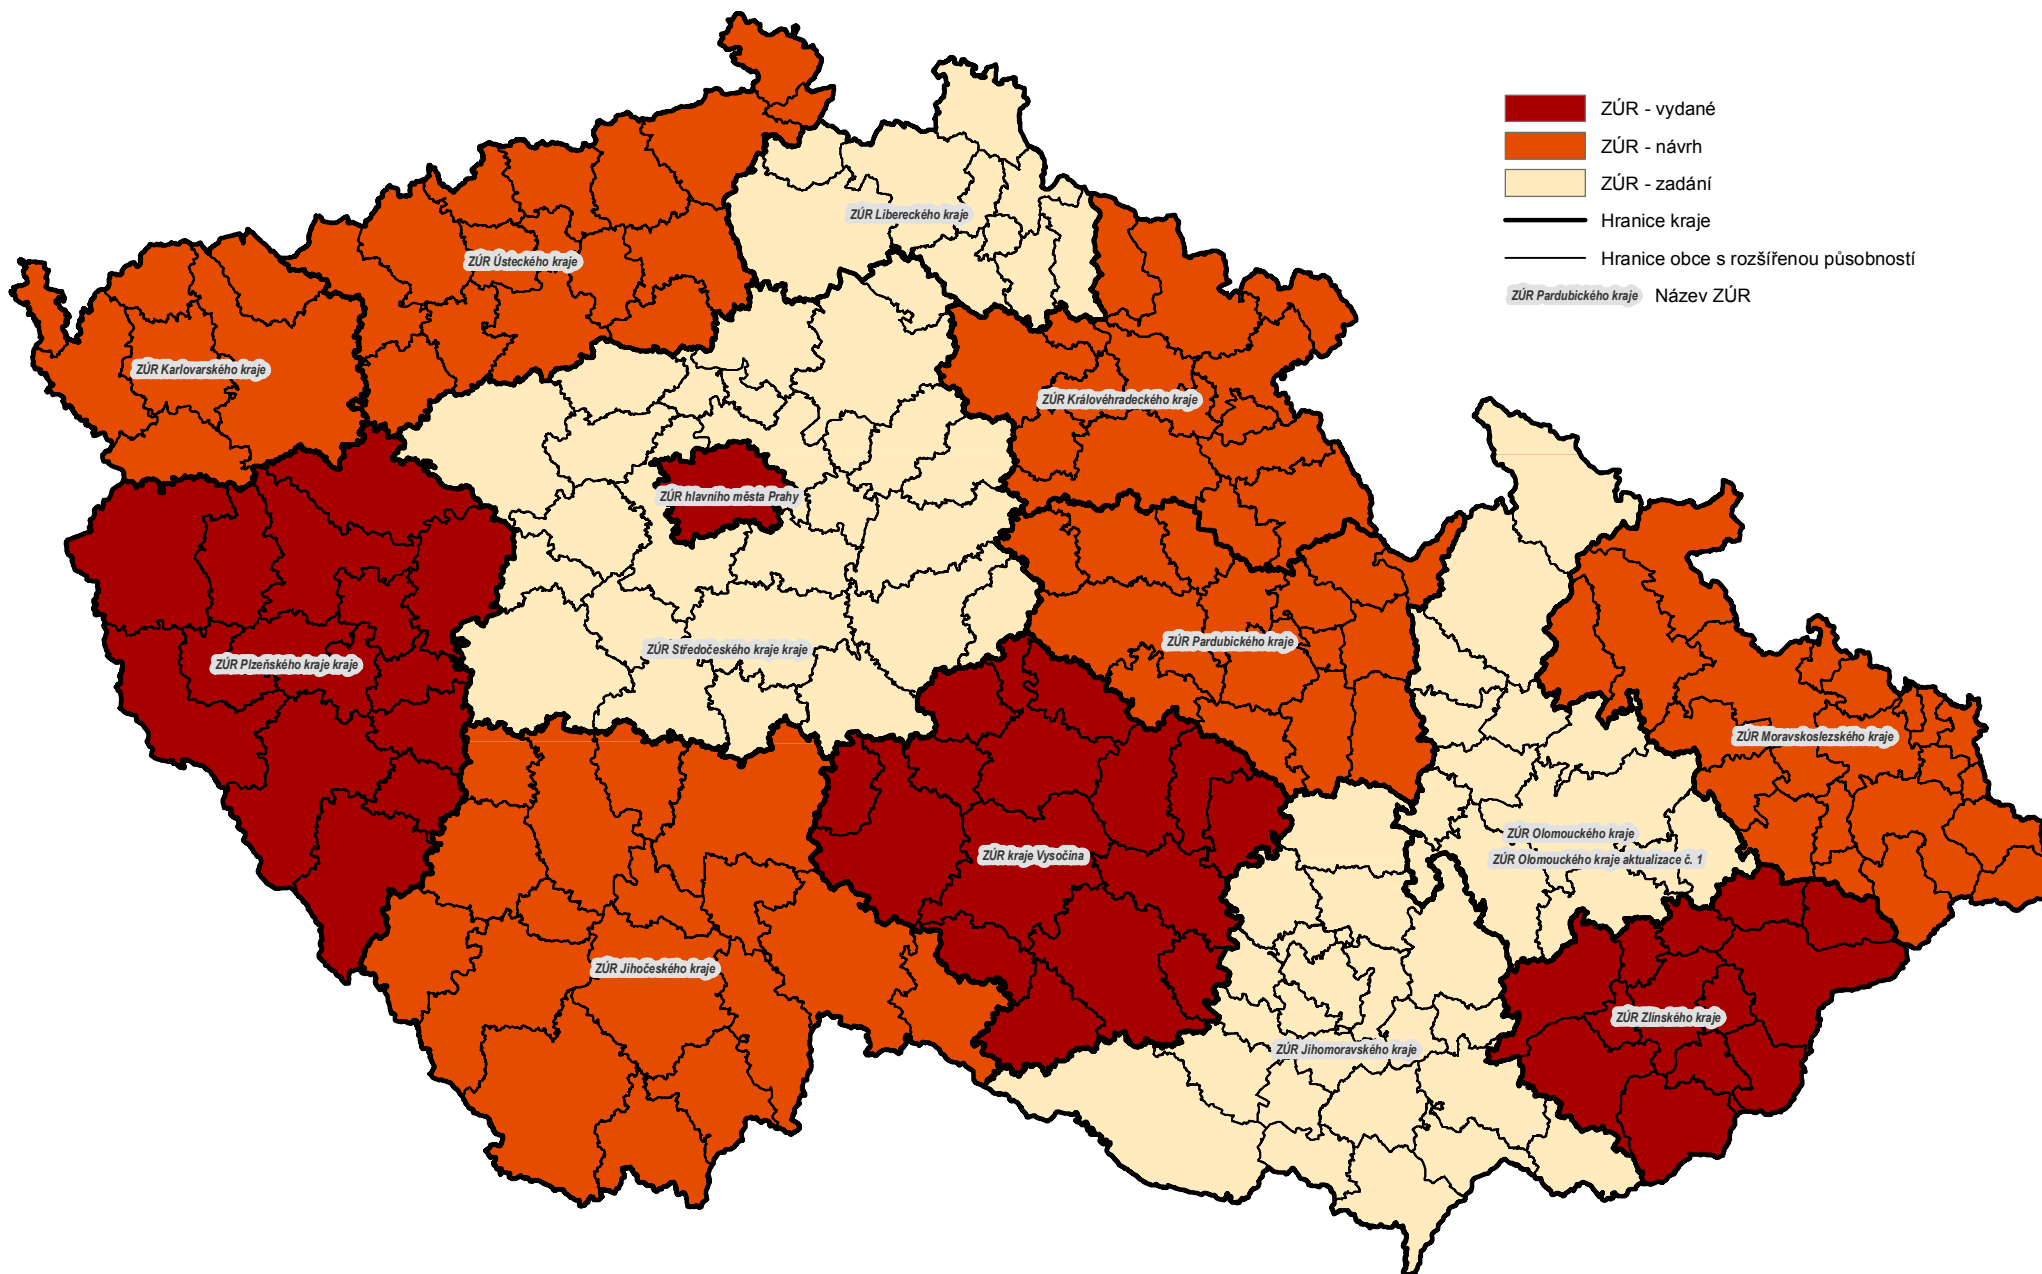 ZÚR - vydané
ZÚR - návrh
ZÚR - zadání
Hranice kraje
Hranice obce s rozšířenou působností
ZÚR Pardubického kraje Název ZÚR
ZÚR Libereckého kraje
ZÚR Ústeckého kraje
ZÚR Karlovarského kraje
ZÚR Královéhradeckého kraje
ZÚR hlavního města Prahy
ZÚR Pardubického kraje
ZÚR Středočeského kraje kraje
ZÚR Plzeňského kraje kraje
ZÚR Moravskoslezského kraje
ZÚR Olomouckého kraje
ZÚR kraje Vysočina
ZÚR Olomouckého kraje aktualizace č. 1
ZÚR Jihočeského kraje
ZÚR Zlínského kraje
ZÚR Jihomoravského kraje